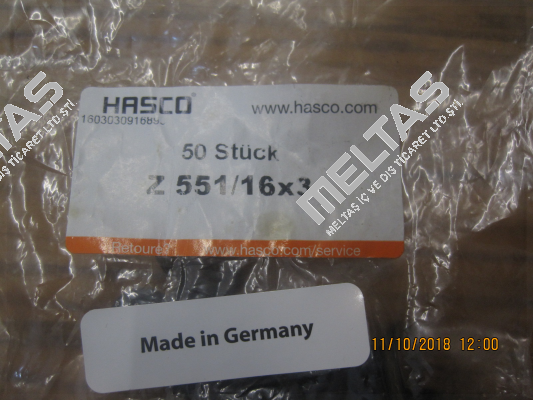 HASCO®
www.hasco.com
50 Stück
Z 551/16x3
Retouren
www.hasco.com/service
Made in Germany
11/10/2018 12:00
MELTAŞ
MELTAŞ İÇ VE DIŞ TİCARET LTD ŞTİ.
MELTAŞ
MELTAŞ İÇ VE DIŞ TİCARET LTD ŞTİ.